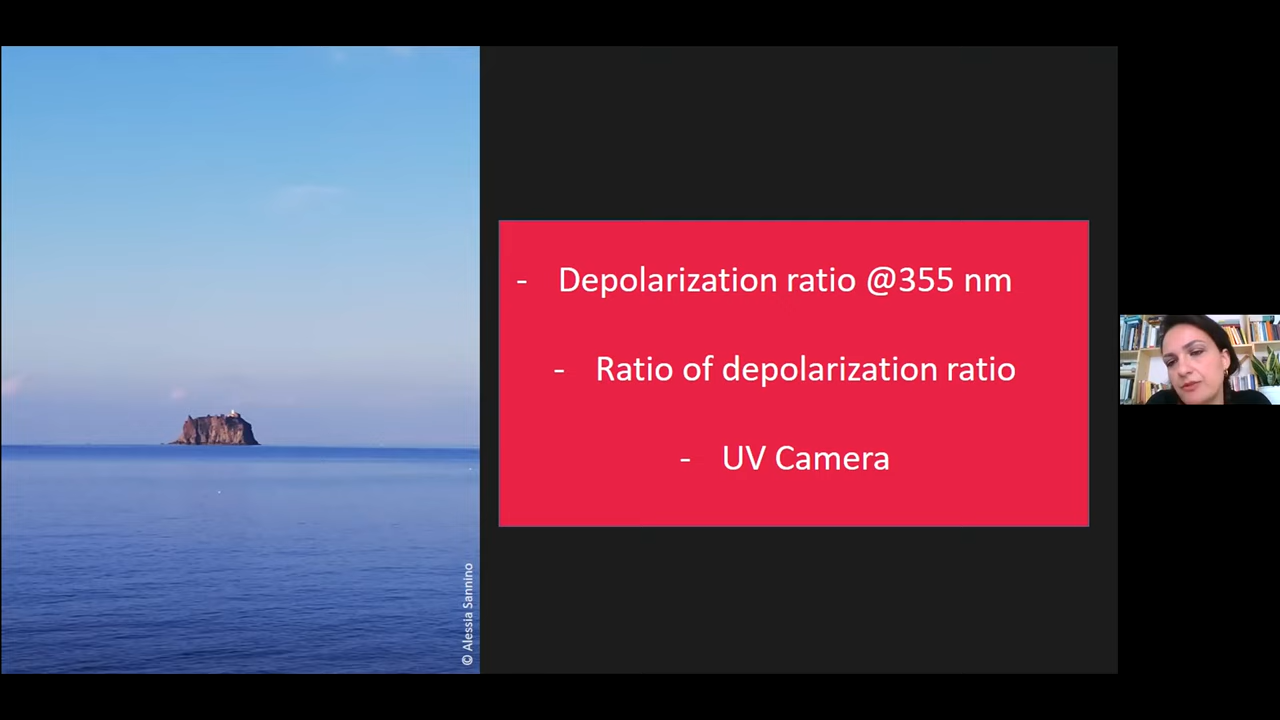 - Depolarization ratio @355 nm
- Ratio of depolarization ratio
- UV Camera
© Alessia Sannino